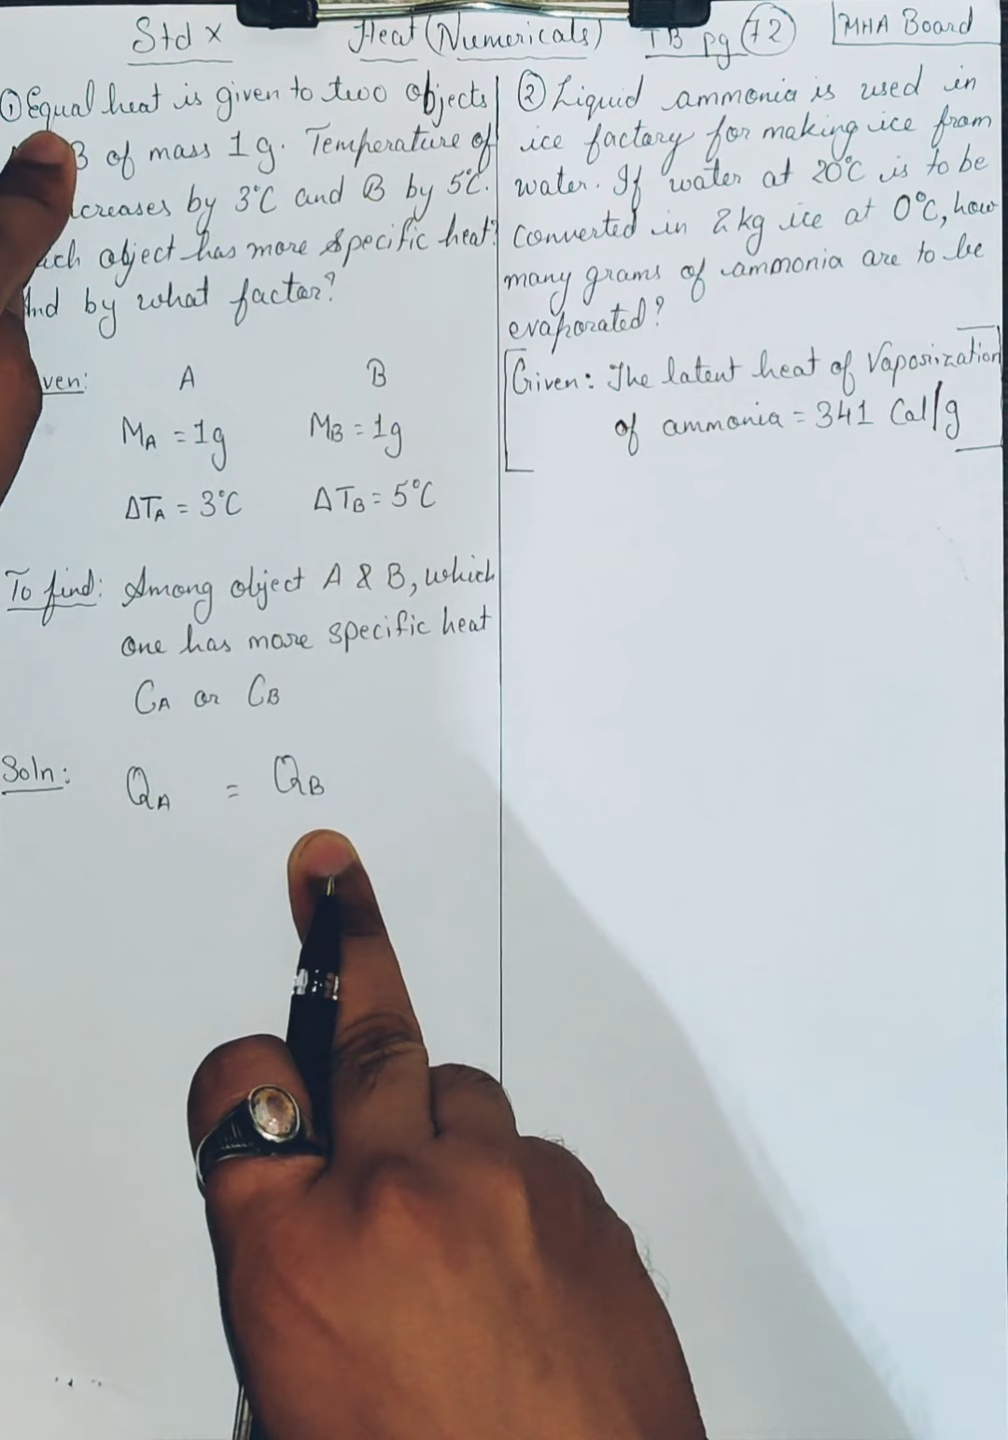 Std X Heat (Numericals) TB pg 72 MHA Board
① Equal heat is given to two objects
B of mass 1g. Temperature of
creases by 3°C and B by 5°C.
ich object has more specific heat?
And by what factor?
ven: A B
MA = 1g MB = 1g
ΔTA = 3°C ΔTB = 5°C
To find: Among object A & B, which
one has more specific heat
CA or CB
Soln: QA = QB
② Liquid ammonia is used in
ice factory for making ice from
water. If water at 20°C is to be
converted in 2 kg ice at 0°C, how
many grams of ammonia are to be
evaporated?
Given: The latent heat of Vaporization
of ammonia = 341 Cal/g